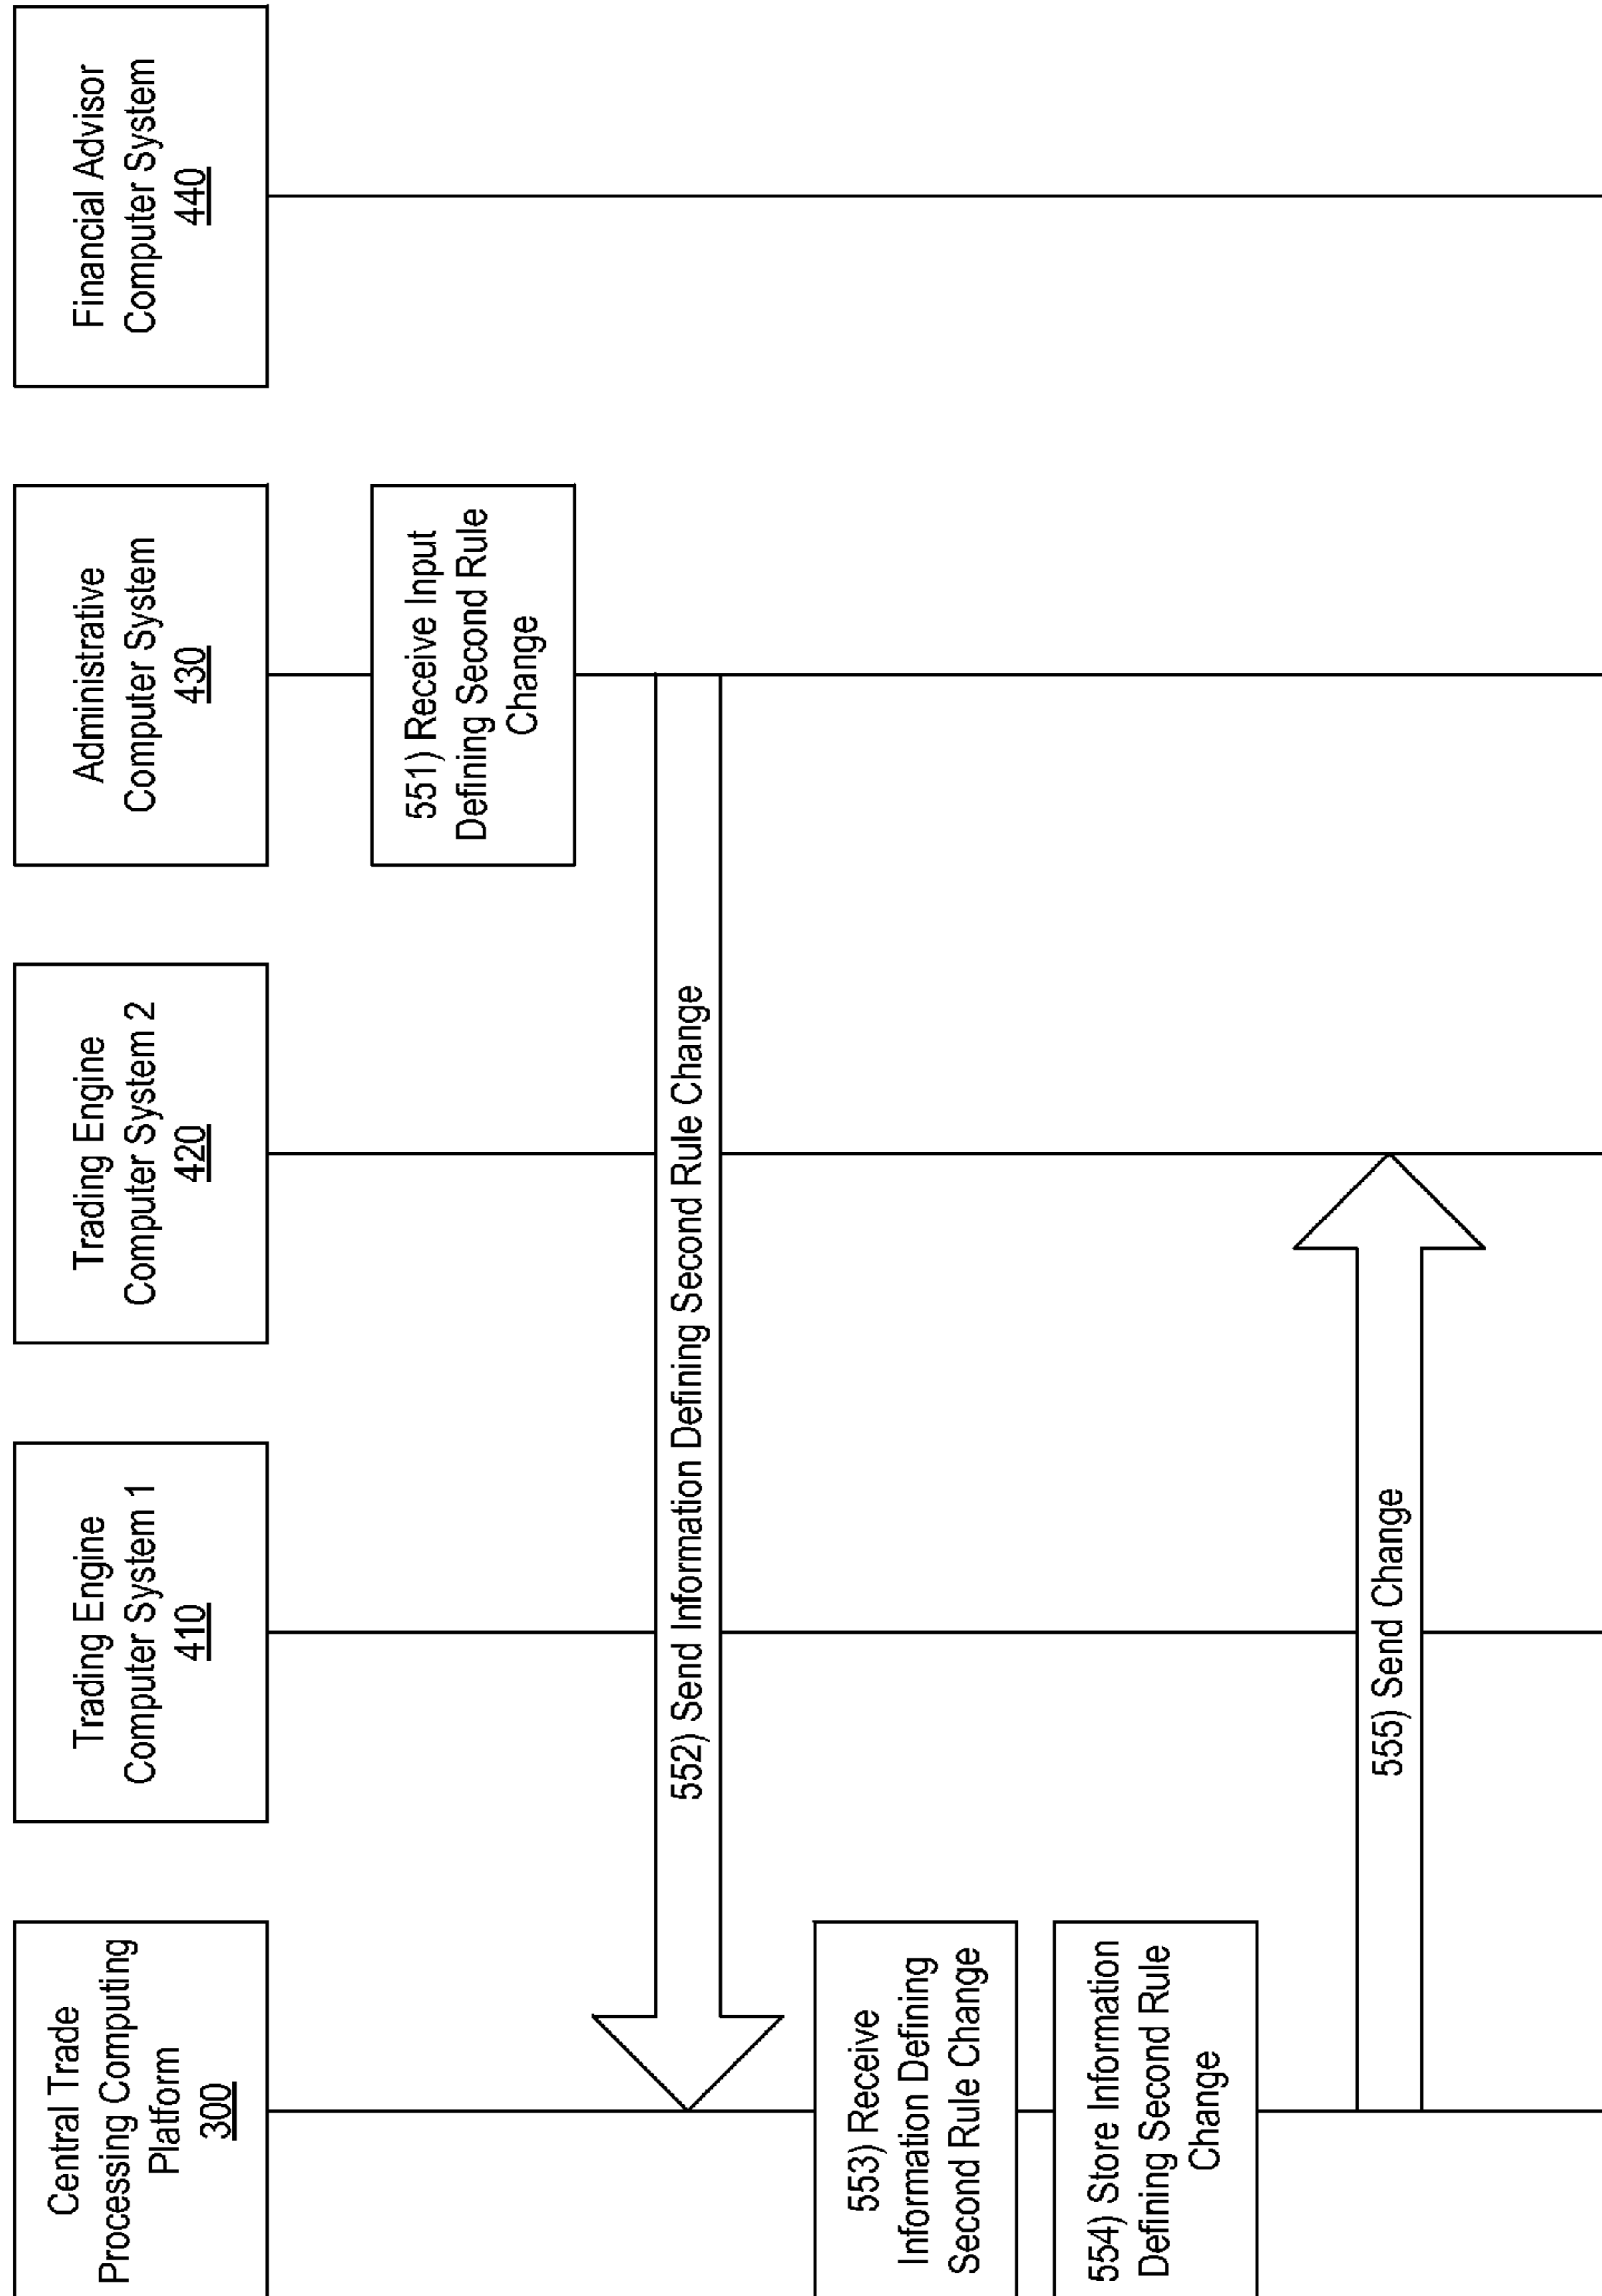 Central Trade
Processing Computing
Platform
300
Trading Engine
Computer System 1
410
Trading Engine
Computer System 2
420
Administrative
Computer System
430
Financial Advisor
Computer System
440
551) Receive Input
Defining Second Rule
Change
552) Send Information Defining Second Rule Change
553) Receive
Information Defining
Second Rule Change
554) Store Information
Defining Second Rule
Change
555) Send Change